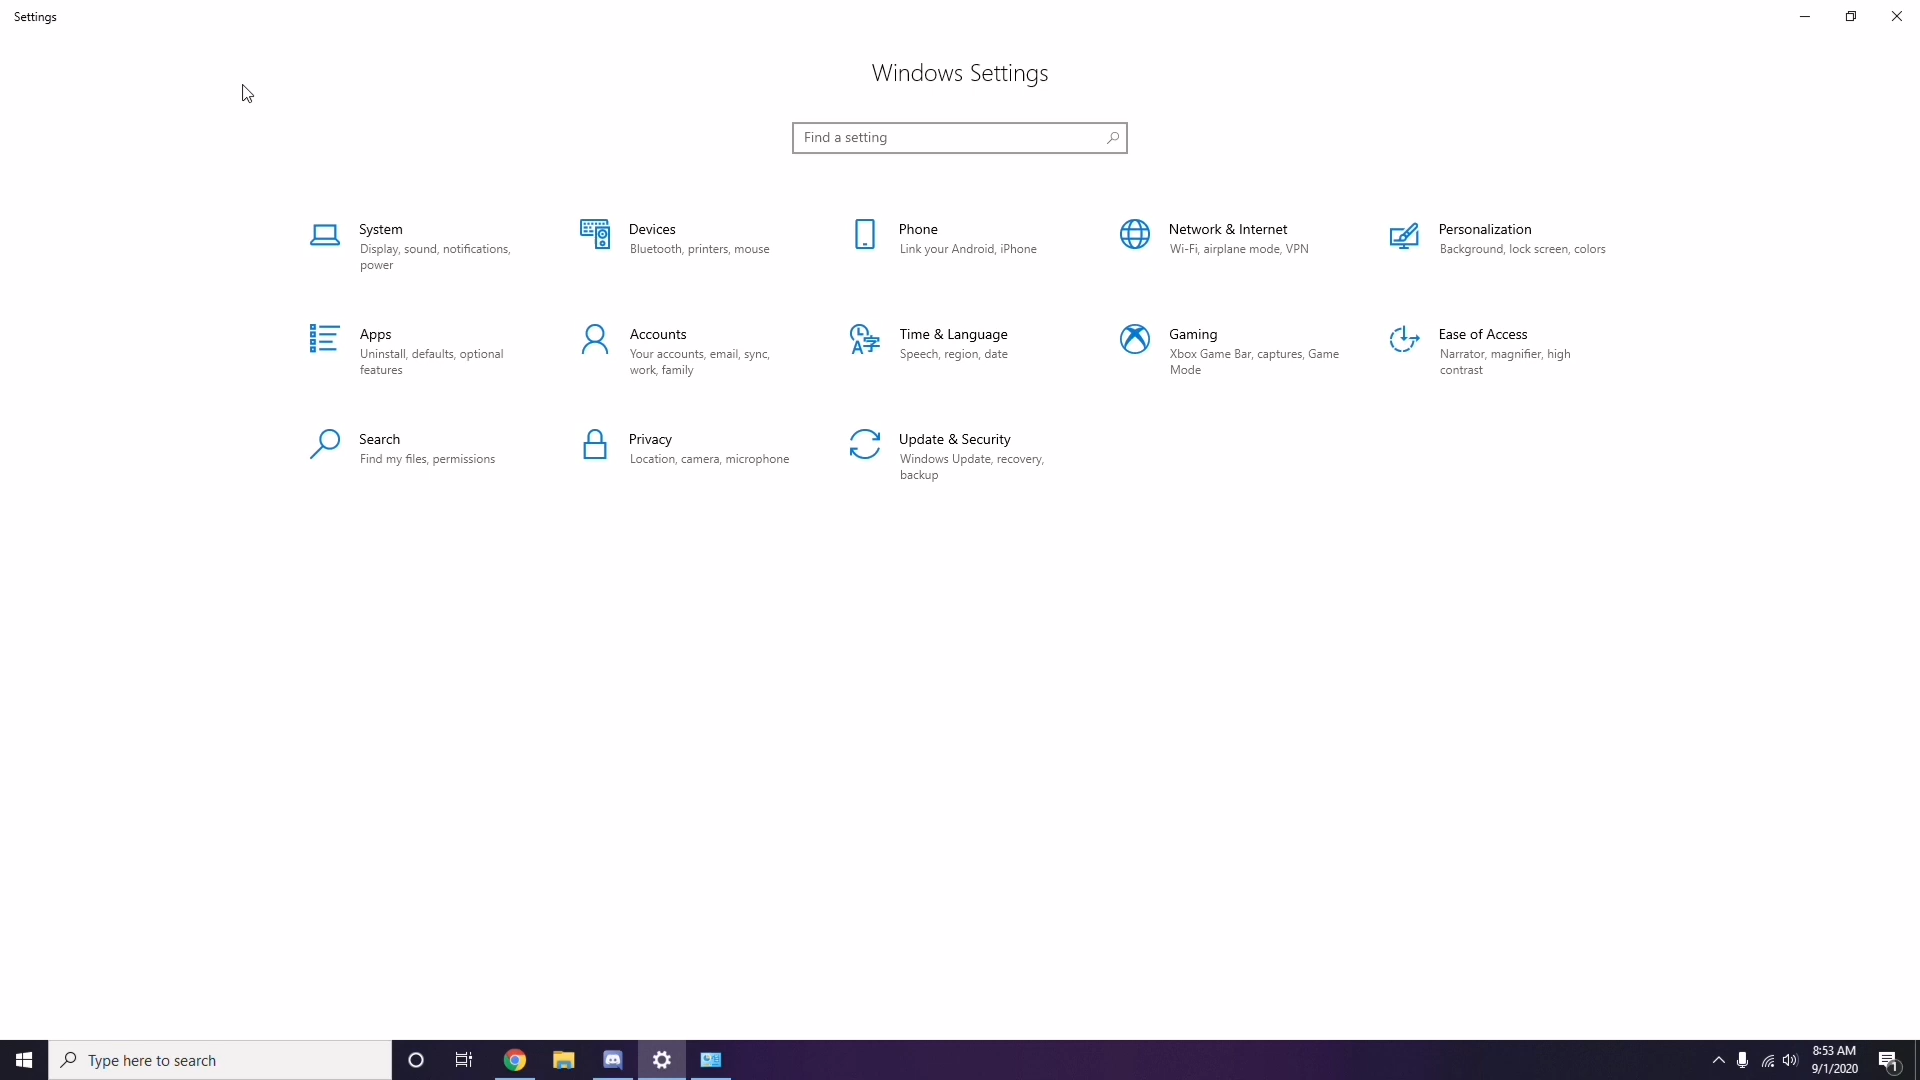 Settings
Windows Settings
Find a setting
System
Display, sound, notifications,
power
Devices
Bluetooth, printers, mouse
Phone
Link your Android, iPhone
Network & Internet
Wi-Fi, airplane mode, VPN
Personalization
Background, lock screen, colors
Apps
Uninstall, defaults, optional
features
Accounts
Your accounts, email, sync,
work, family
Time & Language
Speech, region, date
Gaming
Xbox Game Bar, captures, Game
Mode
Ease of Access
Narrator, magnifier, high
contrast
Search
Find my files, permissions
Privacy
Location, camera, microphone
Update & Security
Windows Update, recovery,
backup
Type here to search
8:53 AM
9/1/2020
1